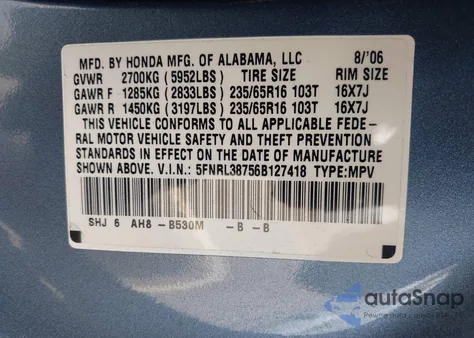 MFD. BY HONDA MFG. OF ALABAMA, LLC 8/'06
GVWR 2700KG (5952LBS) TIRE SIZE RIM SIZE
GAWR F 1285KG (2833LBS) 235/65R16 103T 16X7J
GAWR R 1450KG (3197LBS) 235/65R16 103T 16X7J
THIS VEHICLE CONFORMS TO ALL APPLICABLE FEDE-
RAL MOTOR VEHICLE SAFETY AND THEFT PREVENTION
STANDARDS IN EFFECT ON THE DATE OF MANUFACTURE
SHOWN ABOVE. V.I.N.: 5FNRL38756B127418 TYPE:MPV
SHJ 6 AH8 -B530M -B -B
autaSnap
Pewne auta z